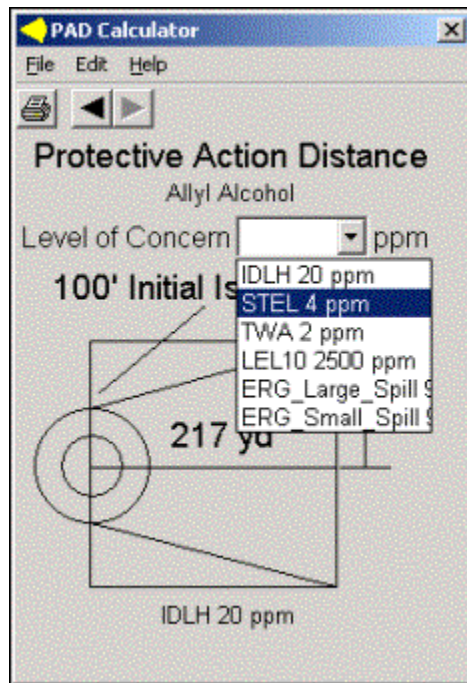 PAD Calculator
File Edit Help
Protective Action Distance
Allyl Alcohol
Level of Concern ppm
IDLH 20 ppm
100' Initial
STEL 4 ppm
TWA 2 ppm
LEL10 2500 ppm
ERG_Large_Spill
ERG_Small_Spill
217 yd
IDLH 20 ppm